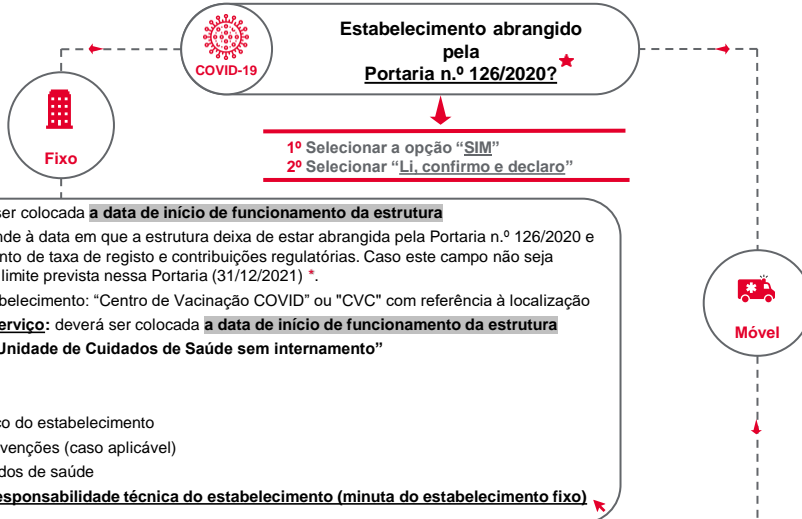 Estabelecimento abrangido
pela
Portaria n.º 126/2020?
COVID-19
Fixo
1º Selecionar a opção “SIM”
2º Selecionar “Li, confirmo e declaro”
ser colocada a data de início de funcionamento da estrutura
nde à data em que a estrutura deixa de estar abrangida pela Portaria n.º 126/2020 e
nto de taxa de registo e contribuições regulatórias. Caso este campo não seja
limite prevista nessa Portaria (31/12/2021) *.
belecimento: “Centro de Vacinação COVID” ou "CVC" com referência à localização
erviço: deverá ser colocada a data de início de funcionamento da estrutura
Unidade de Cuidados de Saúde sem internamento”
Móvel
co do estabelecimento
venções (caso aplicável)
dos de saúde
esponsabilidade técnica do estabelecimento (minuta do estabelecimento fixo)